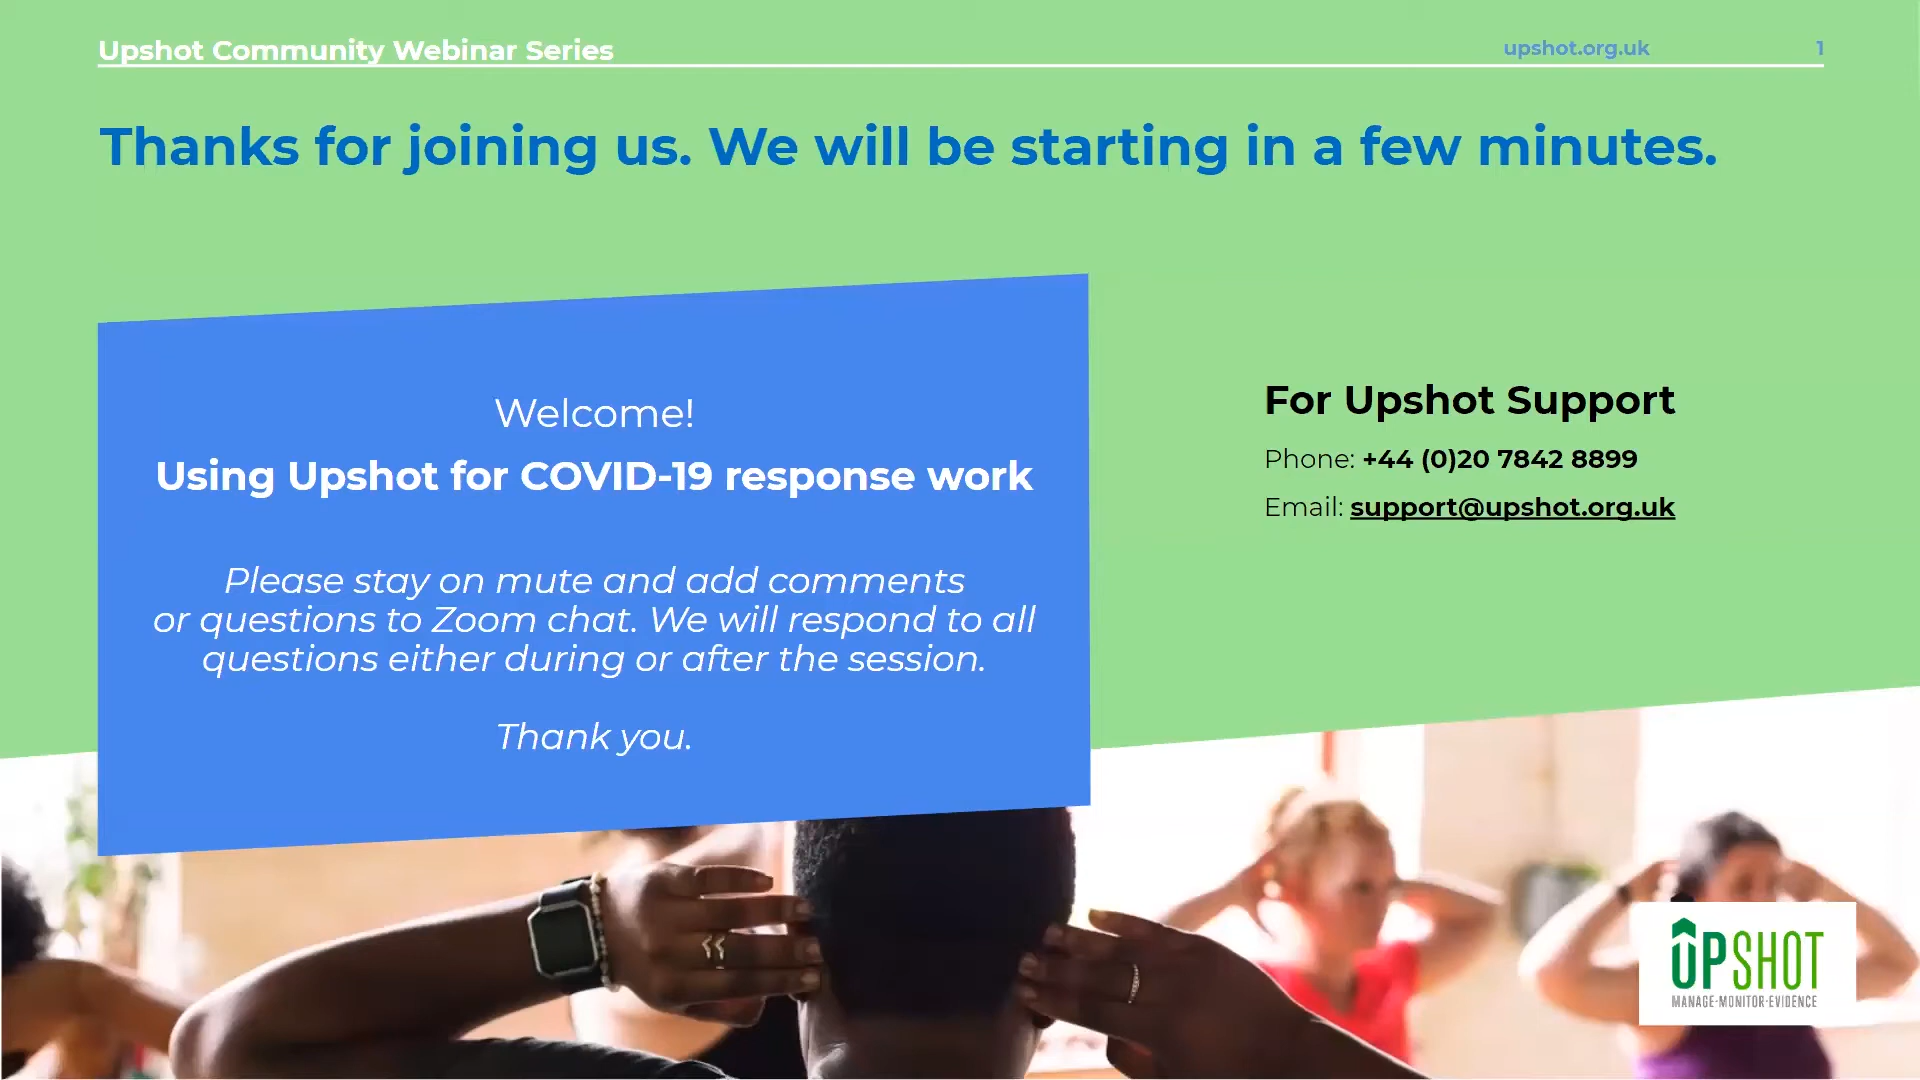 Upshot Community Webinar Series
upshot.org.uk
1
Thanks for joining us. We will be starting in a few minutes.
Welcome!
Using Upshot for COVID-19 response work
Please stay on mute and add comments
or questions to Zoom chat. We will respond to all
questions either during or after the session.
Thank you.
For Upshot Support
Phone: +44 (0)20 7842 8899
Email: support@upshot.org.uk
UPSHOT
MANAGE·MONITOR·EVIDENCE